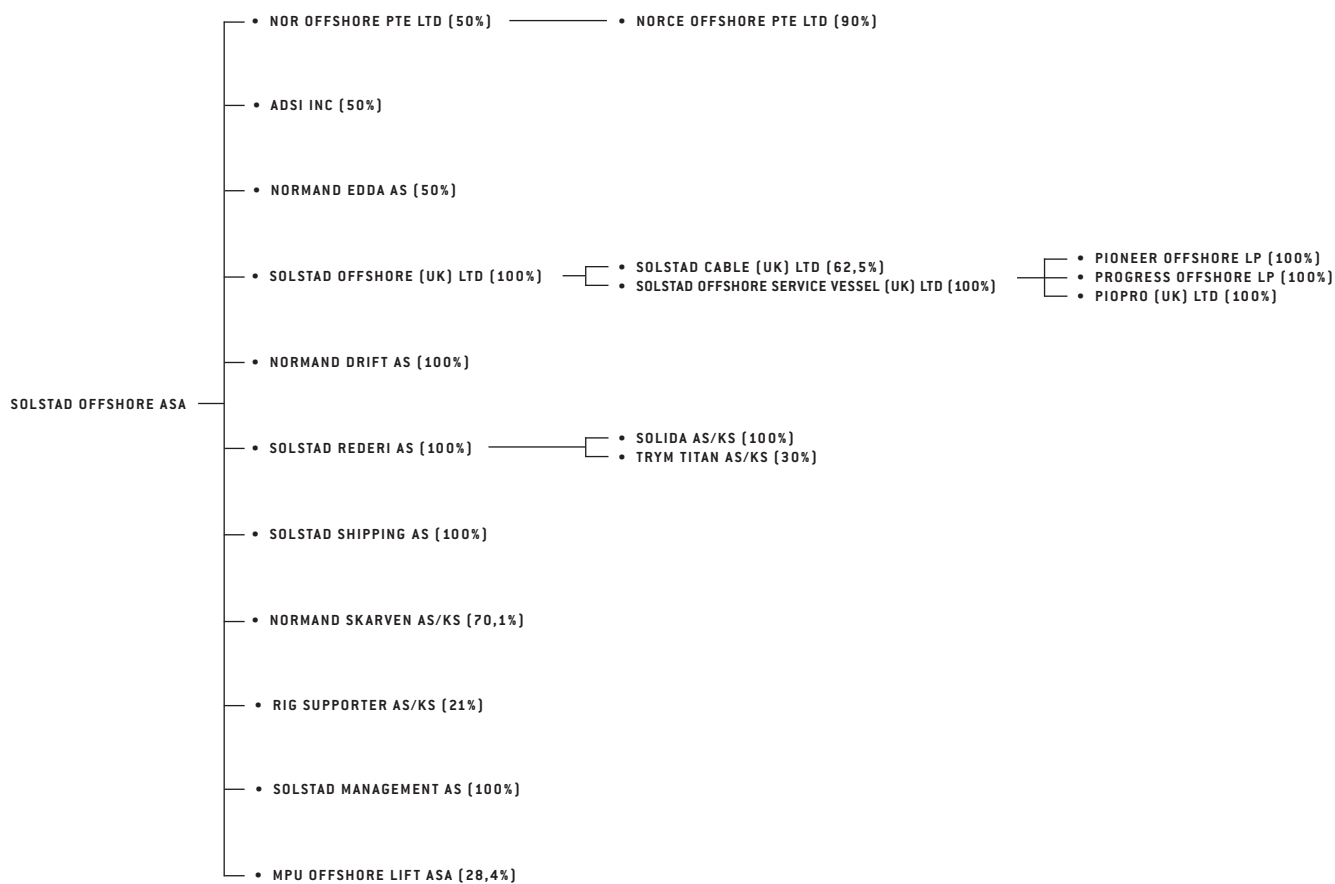 • NOR OFFSHORE PTE LTD (50%) • NORCE OFFSHORE PTE LTD (90%)
• ADSI INC (50%)
• NORMAND EDDA AS (50%)
• PIONEER OFFSHORE LP (100%)
• SOLSTAD CABLE (UK) LTD (62,5%)
• SOLSTAD OFFSHORE (UK) LTD (100%) • PROGRESS OFFSHORE LP (100%)
• SOLSTAD OFFSHORE SERVICE VESSEL (UK) LTD (100%)
• PIOPRO (UK) LTD (100%)
• NORMAND DRIFT AS (100%)
SOLSTAD OFFSHORE ASA
• SOLIDA AS/KS (100%)
• SOLSTAD REDERI AS (100%)
• TRYM TITAN AS/KS (30%)
• SOLSTAD SHIPPING AS (100%)
• NORMAND SKARVEN AS/KS (70,1%)
• RIG SUPPORTER AS/KS (21%)
• SOLSTAD MANAGEMENT AS (100%)
• MPU OFFSHORE LIFT ASA (28,4%)